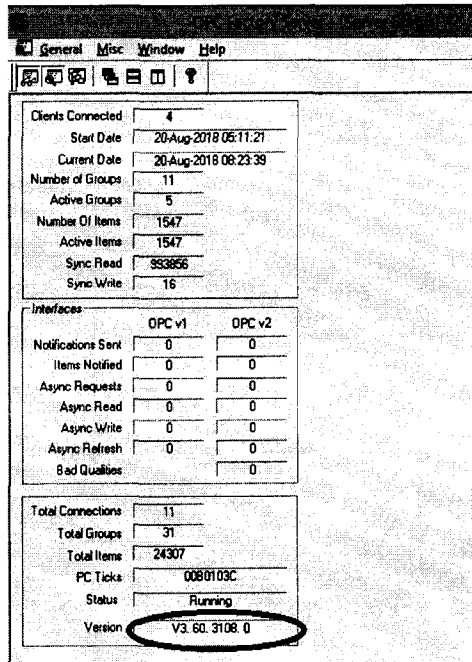 General Misc Window Help
Clients Connected 4
Start Date 20-Aug-2018 05:11:21
Current Date 20-Aug-2018 08:23:39
Number of Groups 11
Active Groups 5
Number Of Items 1547
Active Items 1547
Sync Read 993856
Sync Write 16
Interfaces
OPC v1 OPC v2
Notifications Sent 0 0
Items Notified 0 0
Async Requests 0 0
Async Read 0 0
Async Write 0 0
Async Refresh 0 0
Bad Qualities 0
Total Connections 11
Total Groups 31
Total Items 24307
PC Ticks 0080103C
Status Running
Version V3. 60. 3108. 0